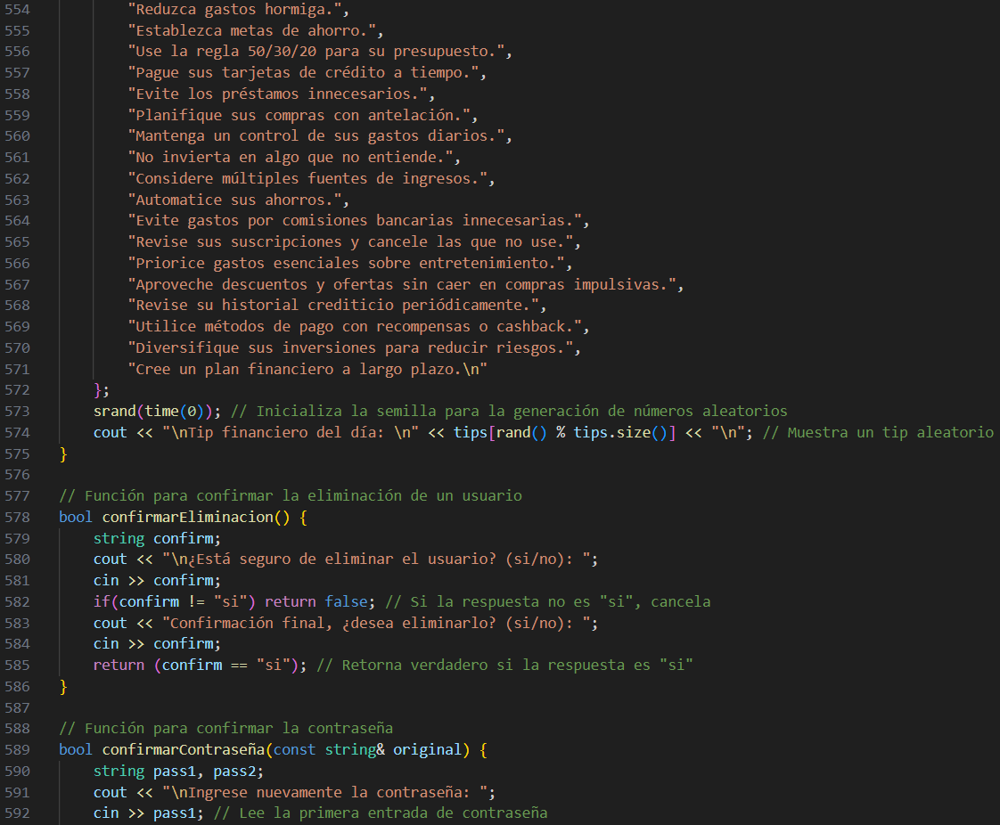 554 "Reduzca gastos hormiga.",
555 "Establezca metas de ahorro.",
556 "Use la regla 50/30/20 para su presupuesto.",
557 "Pague sus tarjetas de crédito a tiempo.",
558 "Evite los préstamos innecesarios.",
559 "Planifique sus compras con antelación.",
560 "Mantenga un control de sus gastos diarios.",
561 "No invierta en algo que no entiende.",
562 "Considere múltiples fuentes de ingresos.",
563 "Automatice sus ahorros.",
564 "Evite gastos por comisiones bancarias innecesarias.",
565 "Revise sus suscripciones y cancele las que no use.",
566 "Priorice gastos esenciales sobre entretenimiento.",
567 "Aproveche descuentos y ofertas sin caer en compras impulsivas.",
568 "Revise su historial crediticio periódicamente.",
569 "Utilice métodos de pago con recompensas o cashback.",
570 "Diversifique sus inversiones para reducir riesgos.",
571 "Cree un plan financiero a largo plazo.\n"
572 };
573 srand(time(0)); // Inicializa la semilla para la generación de números aleatorios
574 cout << "\nTip financiero del día: \n" << tips[rand() % tips.size()] << "\n"; // Muestra un tip aleatorio
575 }
576
577 // Función para confirmar la eliminación de un usuario
578 bool confirmarEliminacion() {
579 string confirm;
580 cout << "\n¿Está seguro de eliminar el usuario? (si/no): ";
581 cin >> confirm;
582 if(confirm != "si") return false; // Si la respuesta no es "si", cancela
583 cout << "Confirmación final, ¿desea eliminarlo? (si/no): ";
584 cin >> confirm;
585 return (confirm == "si"); // Retorna verdadero si la respuesta es "si"
586 }
587
588 // Función para confirmar la contraseña
589 bool confirmarContraseña(const string& original) {
590 string pass1, pass2;
591 cout << "\nIngrese nuevamente la contraseña: ";
592 cin >> pass1; // Lee la primera entrada de contraseña